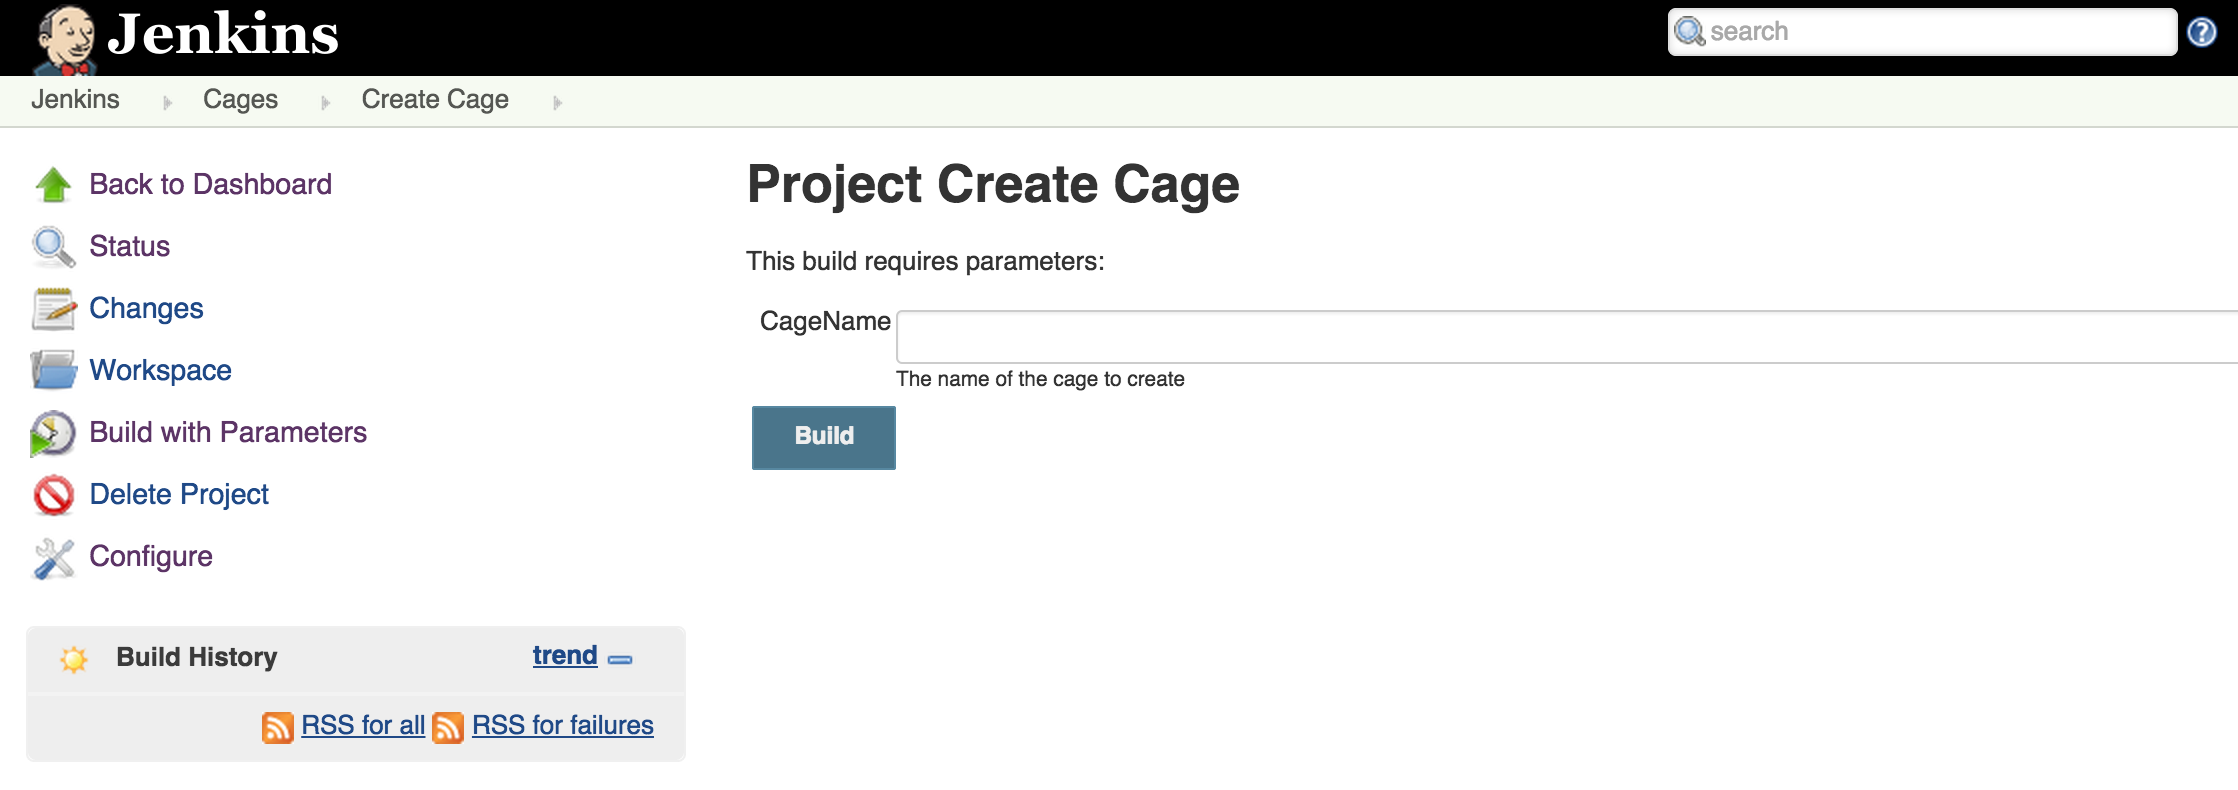 Jenkins
search
Jenkins Cages Create Cage
Back to Dashboard
Status
Changes
Workspace
Build with Parameters
Delete Project
Configure
Build History trend
RSS for all RSS for failures
Project Create Cage
This build requires parameters:
CageName
The name of the cage to create
Build